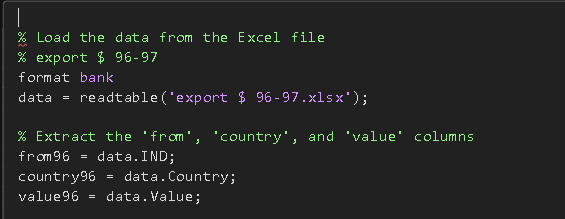 % Load the data from the Excel file
% export $ 96-97
format bank
data = readtable('export $ 96-97.xlsx');
% Extract the 'from', 'country', and 'value' columns
from96 = data.IND;
country96 = data.Country;
value96 = data.Value;